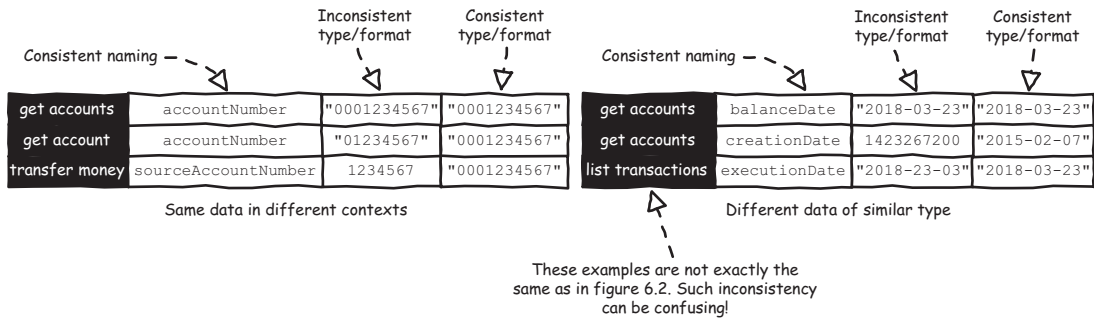 Inconsistent
type/format
Consistent
type/format
Consistent naming
get accounts accountNumber "0001234567" "0001234567"
get account accountNumber "01234567" "0001234567"
transfer money sourceAccountNumber 1234567 "0001234567"
Same data in different contexts
Inconsistent
type/format
Consistent
type/format
Consistent naming
get accounts balanceDate "2018-03-23" "2018-03-23"
get accounts creationDate 1423267200 "2015-02-07"
list transactions executionDate "2018-23-03" "2018-03-23"
Different data of similar type
These examples are not exactly the
same as in figure 6.2. Such inconsistency
can be confusing!